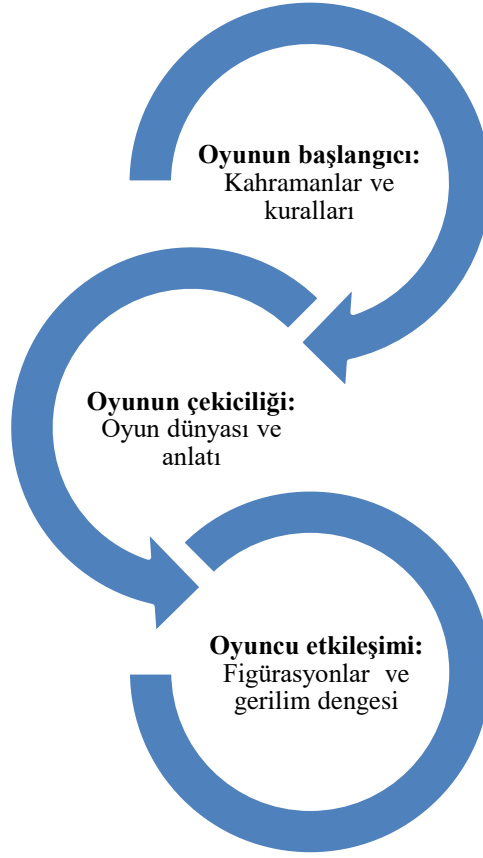 Oyunun başlangıcı:
Kahramanlar ve
kuralları
Oyunun çekiciliği:
Oyun dünyası ve
anlatı
Oyuncu etkileşimi:
Figürasyonlar ve
gerilim dengesi